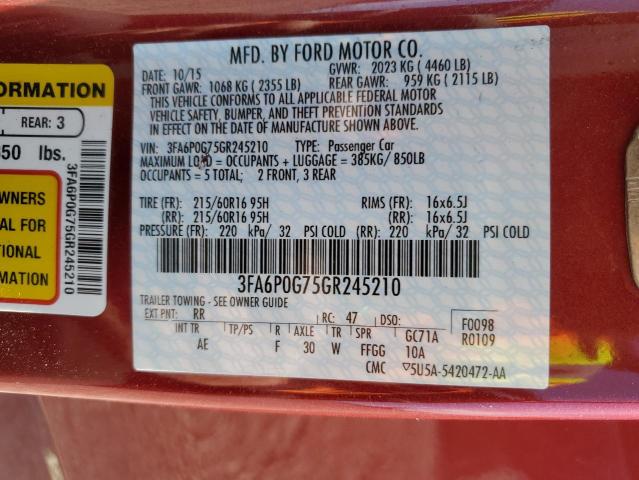 MFD. BY FORD MOTOR CO.
DATE: 10/15 GVWR: 2023 KG ( 4460 LB)
FRONT GAWR: 1068 KG ( 2355 LB) REAR GAWR: 959 KG ( 2115 LB)
THIS VEHICLE CONFORMS TO ALL APPLICABLE FEDERAL MOTOR
VEHICLE SAFETY, BUMPER, AND THEFT PREVENTION STANDARDS
IN EFFECT ON THE DATE OF MANUFACTURE SHOWN ABOVE.
VIN: 3FA6P0G75GR245210 TYPE: Passenger Car
MAXIMUM LOAD = OCCUPANTS + LUGGAGE = 385KG/ 850LB
OCCUPANTS = 5 TOTAL; 2 FRONT, 3 REAR
TIRE (FR): 215/60R16 95H RIMS (FR): 16x6.5J
(RR): 215/60R16 95H (RR): 16x6.5J
PRESSURE (FR): 220 kPa/ 32 PSI COLD (RR): 220 kPa/ 32 PSI COLD
3FA6P0G75GR245210
TRAILER TOWING - SEE OWNER GUIDE
EXT PNT: RR RC: 47 DSO: F0098
INT TR TP/PS R AXLE TR SPR GC71A R0109
AE F 30 W FFGG 10A
CMC ▽5U5A-5420472-AA
FORMATION
REAR: 3
850 lbs.
WNERS
AL FOR
TIONAL
RMATION
3FA6P0G75GR245210